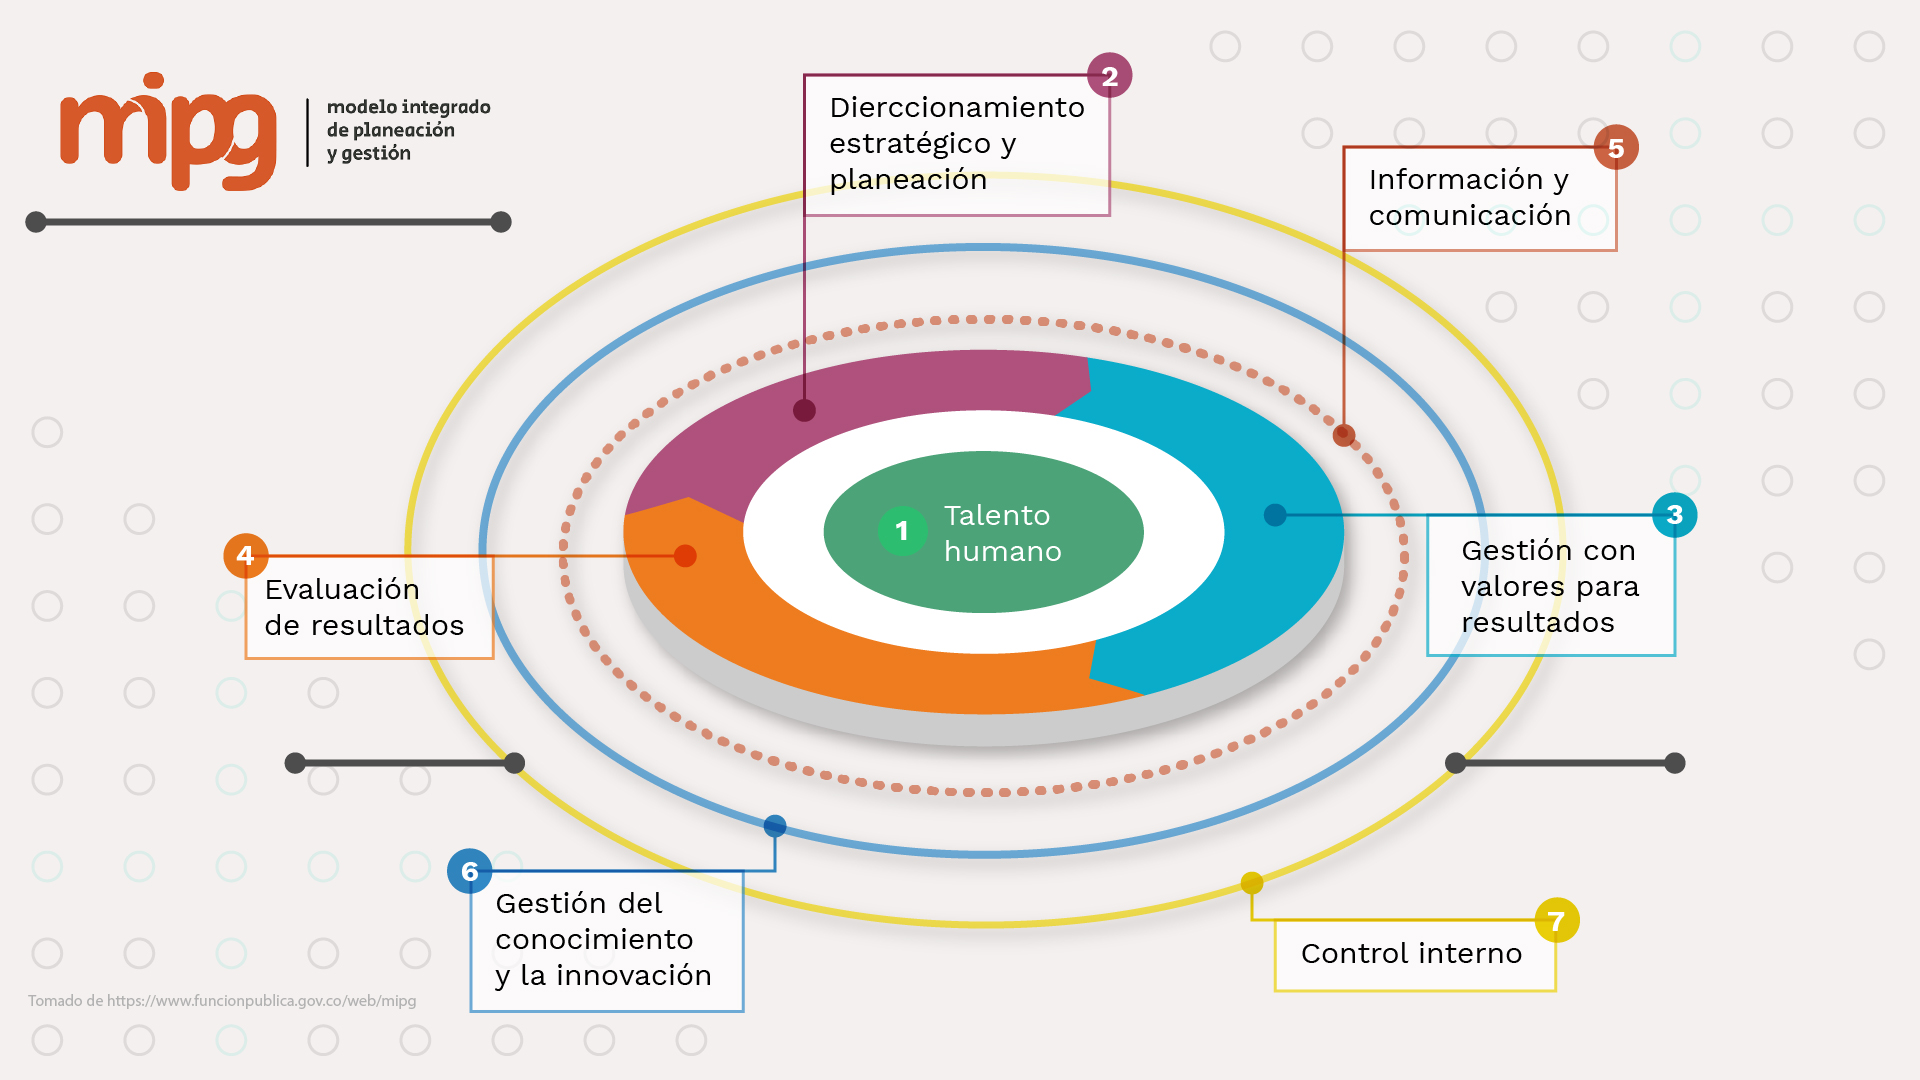 mipg
modelo integrado
de planeación
y gestión
2
Dierccionamiento
estratégico y
planeación
5
Información y
comunicación
1
Talento
humano
3
Gestión con
valores para
resultados
4
Evaluación
de resultados
6
Gestión del
conocimiento
y la innovación
7
Control interno
Tomado de https://www.funcionpublica.gov.co/web/mipg